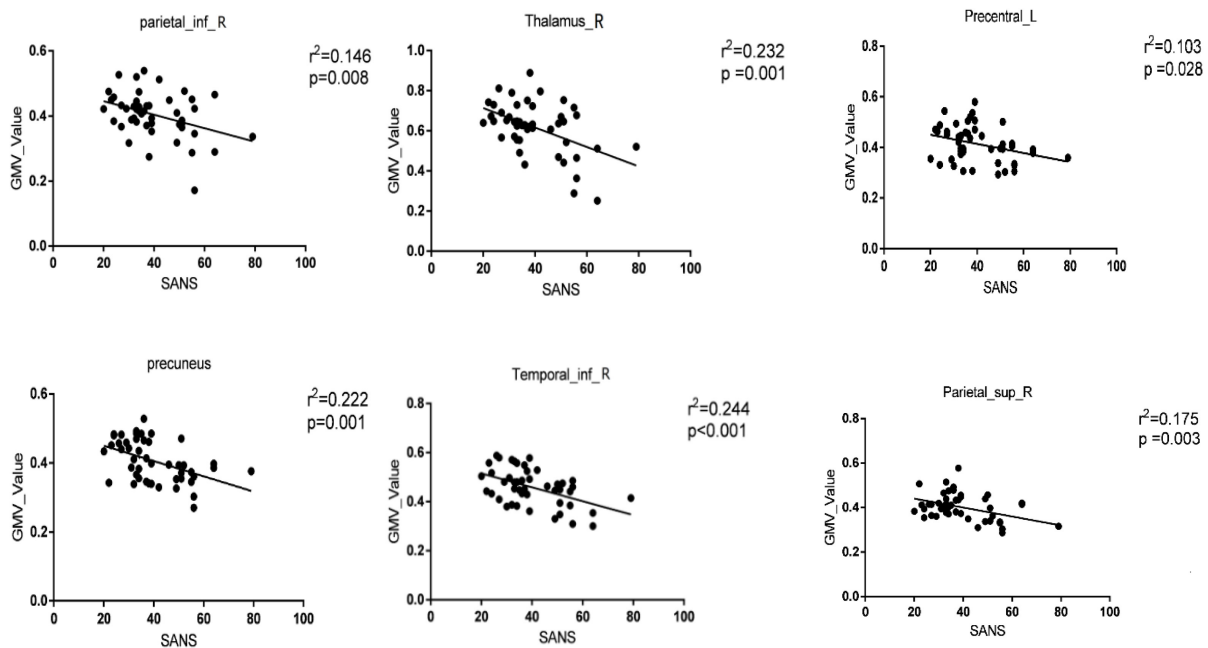 parietal_inf_R
r²=0.146
p=0.008
GMV_Value
0.6
0.4
0.2
0.0
0 20 40 60 80 100
SANS
Thalamus_R
r²=0.232
p =0.001
GMV_Value
1.0
0.8
0.6
0.4
0.2
0.0
0 20 40 60 80 100
SANS
Precentral_L
r²=0.103
p =0.028
GMV_Value
0.8
0.6
0.4
0.2
0.0
0 20 40 60 80 100
SANS
precuneus
r²=0.222
p=0.001
GMV_Value
0.6
0.4
0.2
0.0
0 20 40 60 80 100
SANS
Temporal_inf_R
r²=0.244
p<0.001
GMV_Value
0.8
0.6
0.4
0.2
0.0
0 20 40 60 80 100
SANS
Parietal_sup_R
r²=0.175
p =0.003
GMV_Value
0.8
0.6
0.4
0.2
0.0
0 20 40 60 80 100
SANS